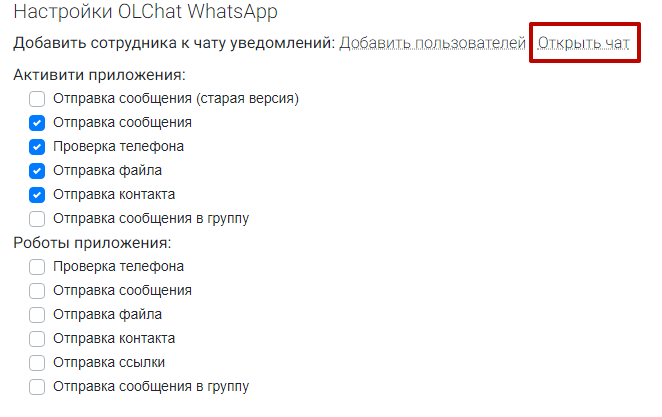 Настройки OLChat WhatsApp
Добавить сотрудника к чату уведомлений: Добавить пользователей Открыть чат
Активити приложения:
Отправка сообщения (старая версия)
Отправка сообщения
Проверка телефона
Отправка файла
Отправка контакта
Отправка сообщения в группу
Роботы приложения:
Проверка телефона
Отправка сообщения
Отправка файла
Отправка контакта
Отправка ссылки
Отправка сообщения в группу